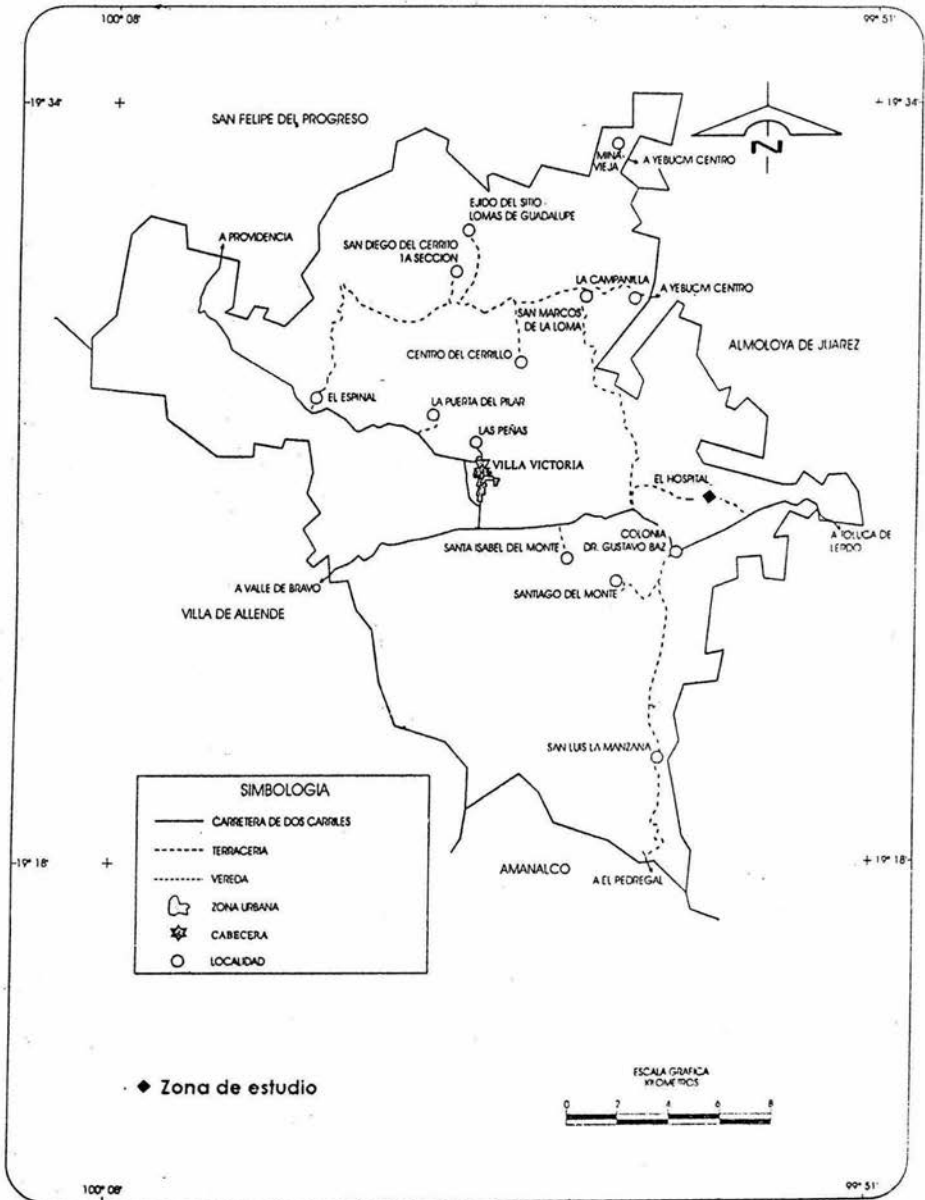 100° 08'
99° 51'
19° 34'
19° 34'
SAN FELIPE DEL PROGRESO
N
MINA
VIEJA
A YEBUCM CENTRO
EJIDO DEL SITIO -
LOMAS DE GUADALUPE
A PROVIDENCIA
SAN DIEGO DEL CERRITO
1A SECCION
LA CAMPANILLA
A YEBUCM CENTRO
SAN MARCOS
DE LA LOMA
ALMOLOYA DE JUAREZ
CENTRO DEL CERRILLO
EL ESPINAL
LA PUERTA DEL PILAR
LAS PEÑAS
VILLA VICTORIA
EL HOSPITAL
A TOLUCA DE
LERDO
COLONIA
DR. GUSTAVO BAZ
SANTA ISABEL DEL MONTE
A VALLE DE BRAVO
SANTIAGO DEL MONTE
VILLA DE ALLENDE
SAN LUIS LA MANZANA
SIMBOLOGIA
CARRETERA DE DOS CARRILES
TERRACERIA
VEREDA
ZONA URBANA
CABECERA
LOCALIDAD
19° 18'
19° 18'
AMANALCO
A EL PEDREGAL
Zona de estudio
ESCALA GRAFICA
KILOMETROS
0 2 4 6 8
100° 08'
99° 51'